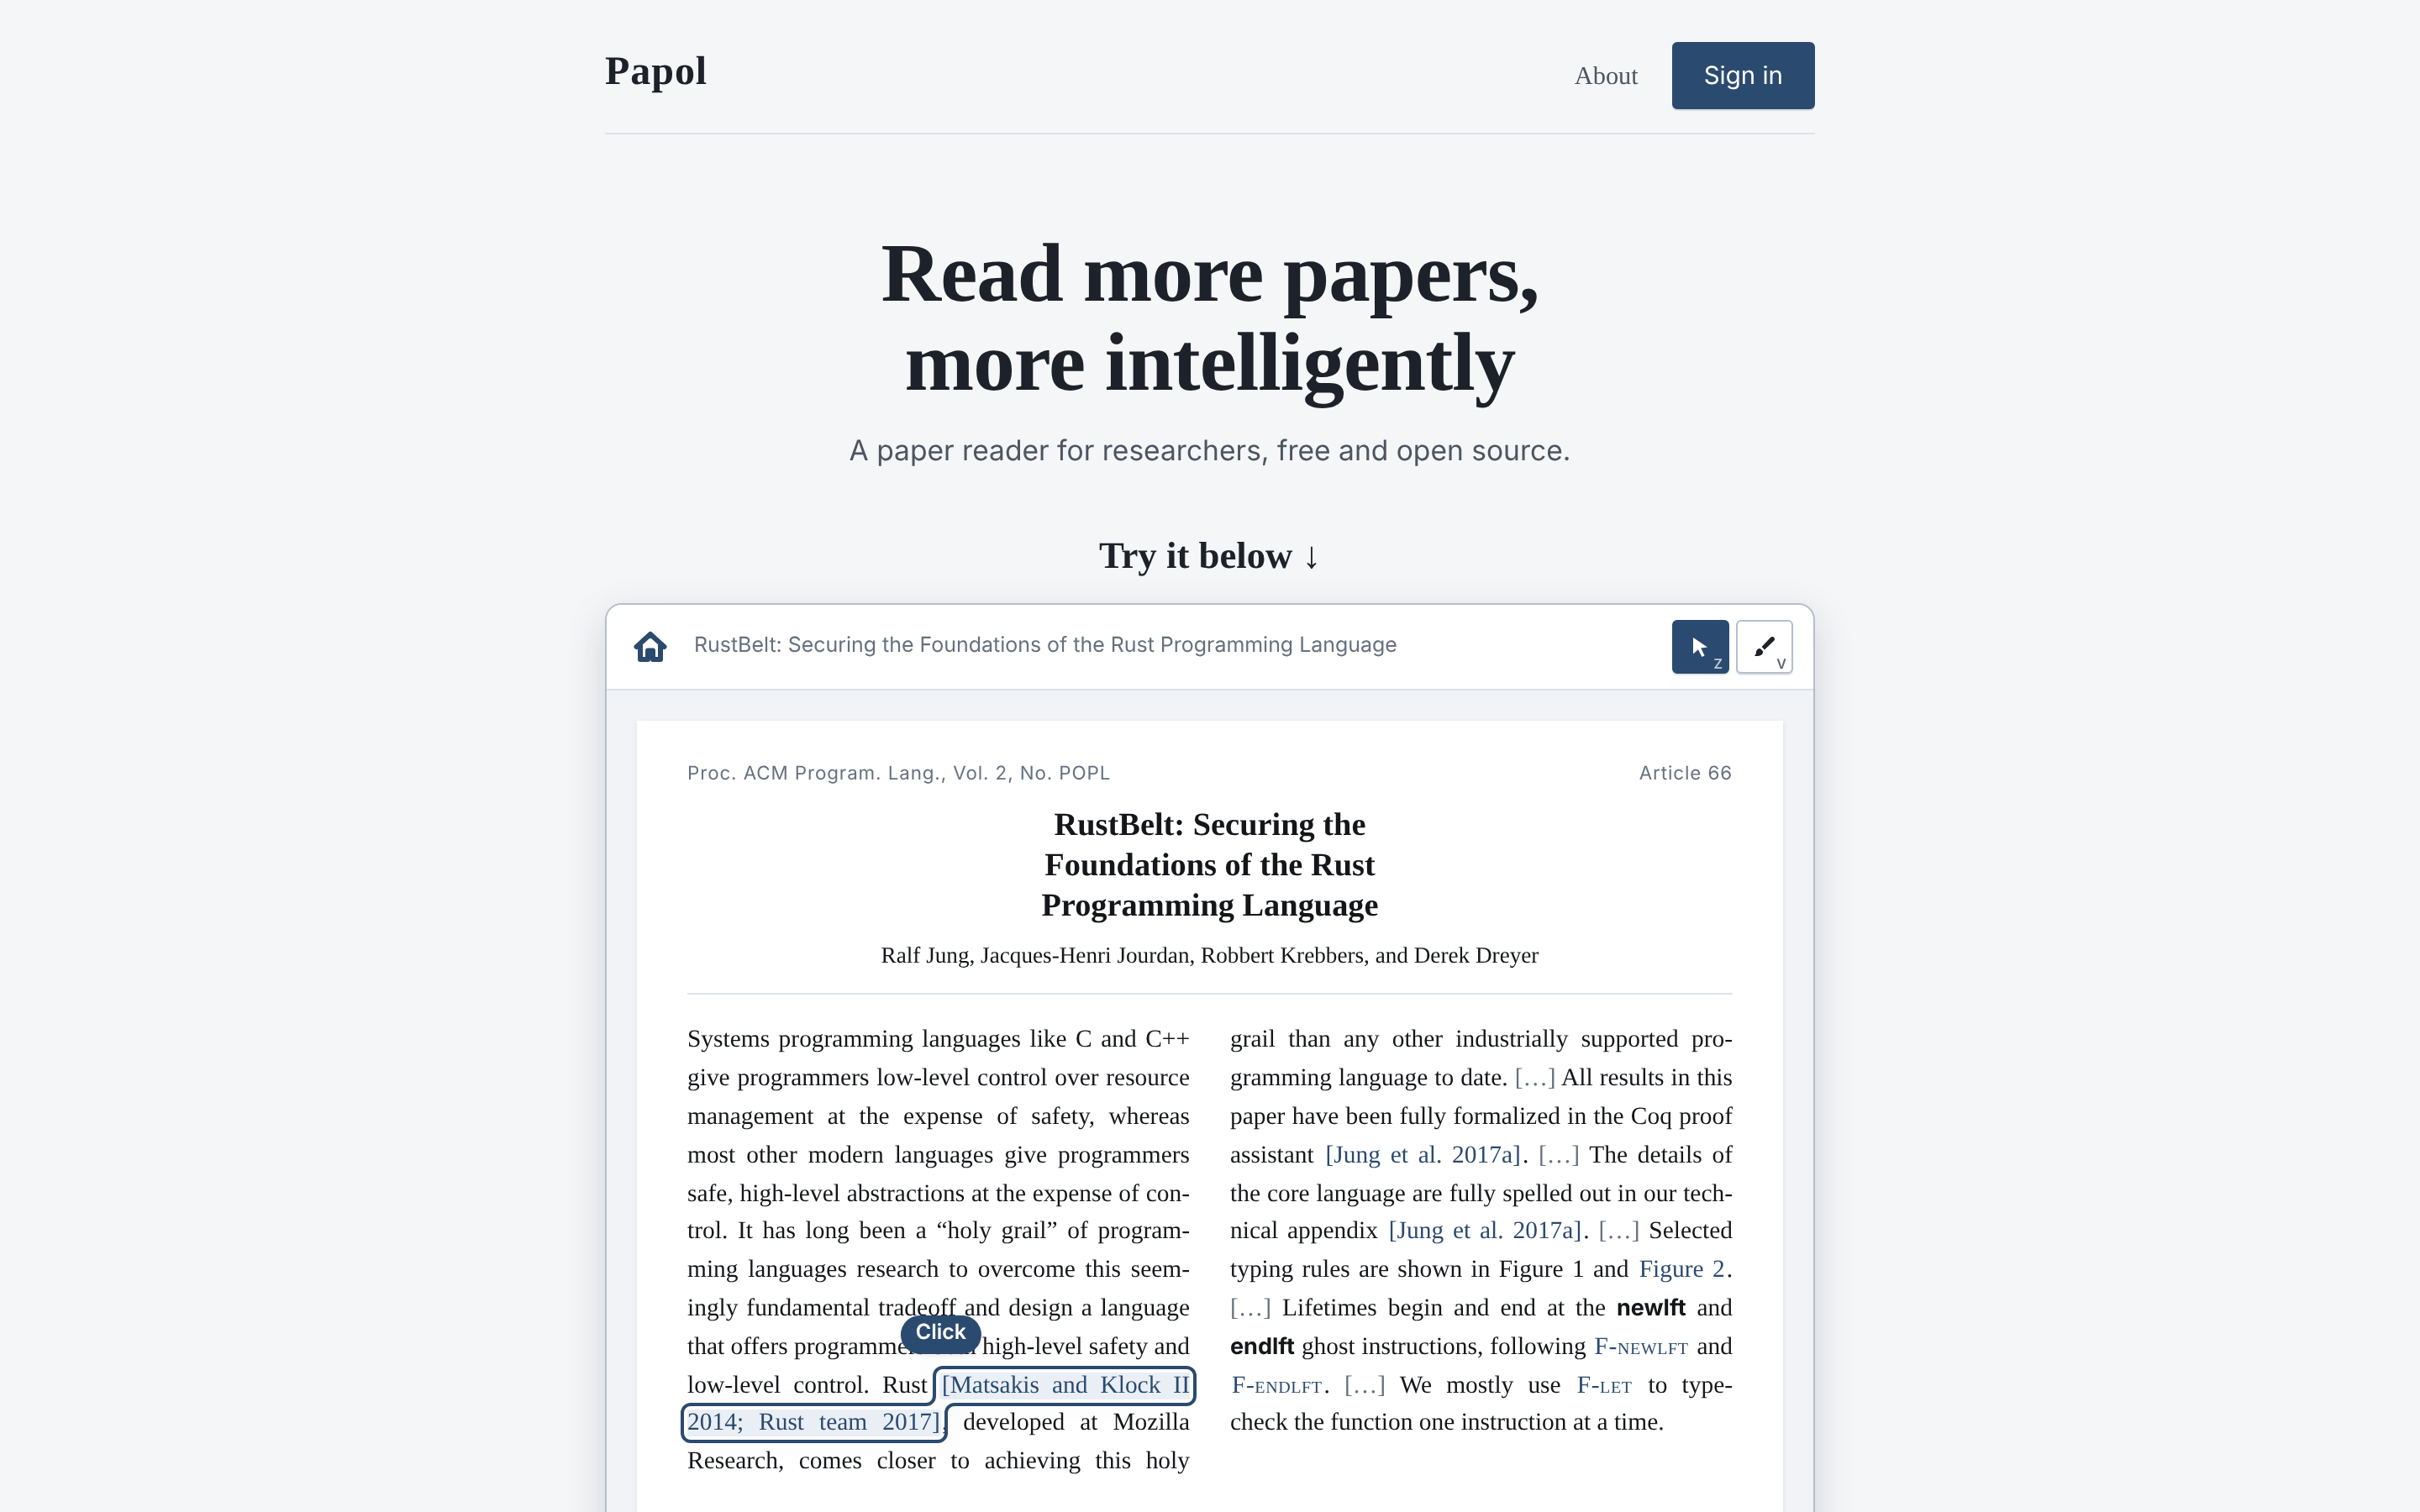 Papol
About
Sign in
Read more papers,
more intelligently
A paper reader for researchers, free and open source.
Try it below ↓
RustBelt: Securing the Foundations of the Rust Programming Language
Z
V
Proc. ACM Program. Lang., Vol. 2, No. POPL
Article 66
RustBelt: Securing the
Foundations of the Rust
Programming Language
Ralf Jung, Jacques-Henri Jourdan, Robbert Krebbers, and Derek Dreyer
Systems programming languages like C and C++
give programmers low-level control over resource
management at the expense of safety, whereas
most other modern languages give programmers
safe, high-level abstractions at the expense of con-
trol. It has long been a “holy grail” of program-
ming languages research to overcome this seem-
ingly fundamental tradeoff and design a language
Click
that offers high-level safety and
low-level control. Rust [Matsakis and Klock II
2014; Rust team 2017], developed at Mozilla
Research, comes closer to achieving this holy
grail than any other industrially supported pro-
gramming language to date. […] All results in this
paper have been fully formalized in the Coq proof
assistant [Jung et al. 2017a]. […] The details of
the core language are fully spelled out in our tech-
nical appendix [Jung et al. 2017a]. […] Selected
typing rules are shown in Figure 1 and Figure 2.
[…] Lifetimes begin and end at the newlft and
endlft ghost instructions, following F-NEWLFT and
F-ENDLFT. […] We mostly use F-LET to type-
check the function one instruction at a time.